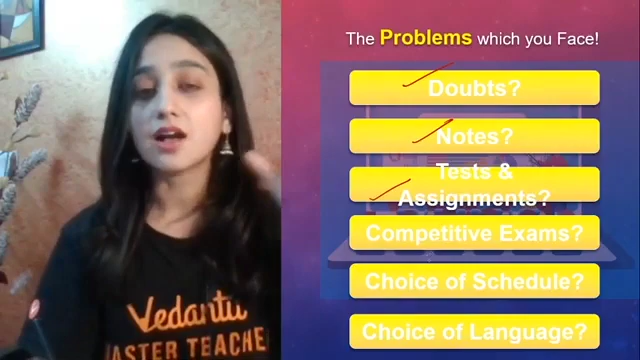 The Problems which you Face!
Doubts?
Notes?
Tests &
Assignments?
Competitive Exams?
Choice of Schedule?
Choice of Language?
Vedantu
MASTER TEACHER